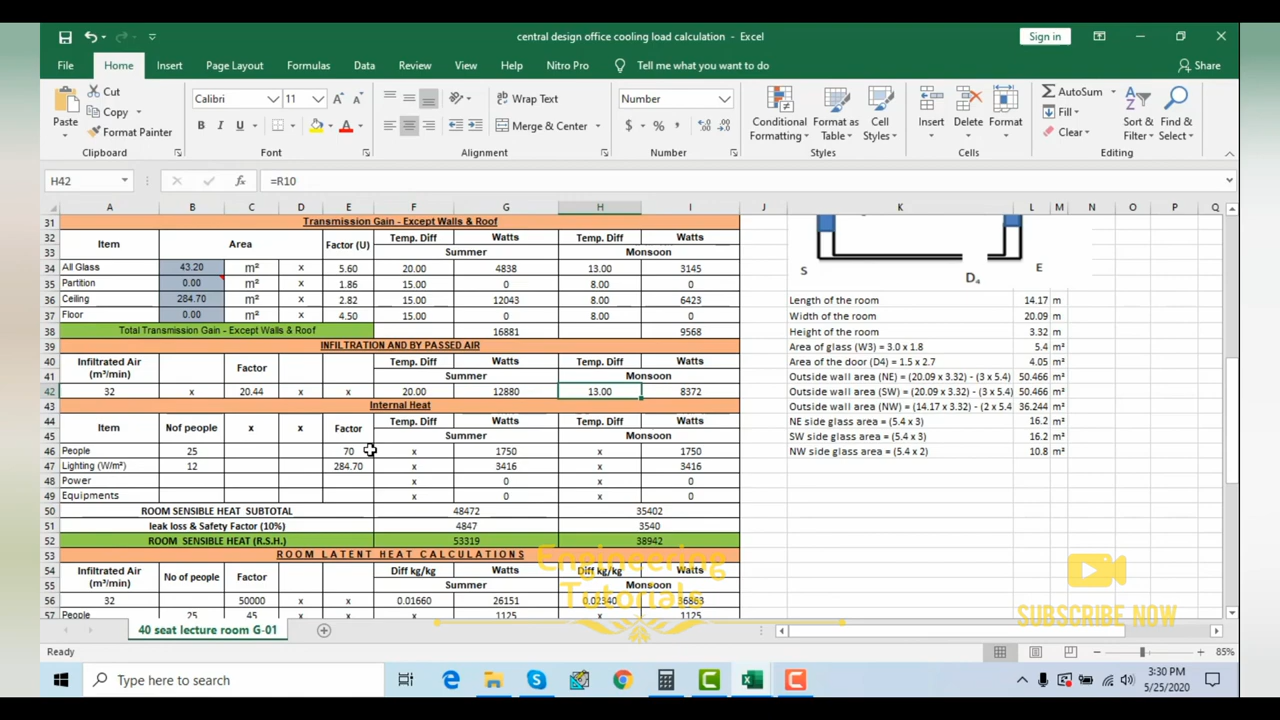 central design office cooling load calculation - Excel
Sign in
File Home Insert Page Layout Formulas Data Review View Help Nitro Pro Tell me what you want to do Share
Paste Cut Copy Format Painter
Calibri 11 Wrap Text Number
B I U Merge & Center $ % ,
Conditional Formatting Format as Table Cell Styles Insert Delete Format
AutoSum Fill Clear Sort & Filter Find & Select
Clipboard Font Alignment Number Styles Cells Editing
H42 fx =R10
A B C D E F G H I J K L M N O P Q
31 Transmission Gain - Except Walls & Roof
32 Item Area Factor (U) Temp. Diff Watts Temp. Diff Watts
33 Summer Monsoon
34 All Glass 43.20 m² x 5.60 20.00 4838 13.00 3145
35 Partition 0.00 m² x 1.86 15.00 0 8.00 0
36 Ceiling 284.70 m² x 2.82 15.00 12043 8.00 6423
37 Floor 0.00 m² x 4.50 15.00 0 8.00 0
38 Total Transmission Gain - Except Walls & Roof 16881 9568
39 INFILTRATION AND BY PASSED AIR
40 Infiltrated Air Factor Temp. Diff Watts Temp. Diff Watts
41 (m³/min) Summer Monsoon
42 32 x 20.44 x x 20.00 12880 13.00 8372
43 Internal Heat
44 Item Nof people x x Factor Temp. Diff Watts Temp. Diff Watts
45 Summer Monsoon
46 People 25 70 x 1750 x 1750
47 Lighting (W/m²) 12 284.70 x 3416 x 3416
48 Power x 0 x 0
49 Equipments x 0 x 0
50 ROOM SENSIBLE HEAT SUBTOTAL 48472 35402
51 leak loss & Safety Factor (10%) 4847 3540
52 ROOM SENSIBLE HEAT (R.S.H.) 53319 38942
53 ROOM LATENT HEAT CALCULATIONS
54 Infiltrated Air No of people Factor Diff kg/kg Watts Diff kg/kg Watts
55 (m³/min) Summer Monsoon
56 32 50000 x x 0.01660 26151 0.02340 36863
57 People 25 45 x x x 1125 x 1125
S D₄ E
Length of the room 14.17 m
Width of the room 20.09 m
Height of the room 3.32 m
Area of glass (W3) = 3.0 x 1.8 5.4 m²
Area of the door (D4) = 1.5 x 2.7 4.05 m²
Outside wall area (NE) = (20.09 x 3.32) - (3 x 5.4) 50.466 m²
Outside wall area (SW) = (20.09 x 3.32) - (3 x 5.4) 50.466 m²
Outside wall area (NW) = (14.17 x 3.32) - (2 x 5.4 36.244 m²
NE side glass area = (5.4 x 3) 16.2 m²
SW side glass area = (5.4 x 3) 16.2 m²
NW side glass area = (5.4 x 2) 10.8 m²
Engineering
Tutorials
SUBSCRIBE NOW
40 seat lecture room G-01
Ready 85%
Type here to search
3:30 PM
5/25/2020